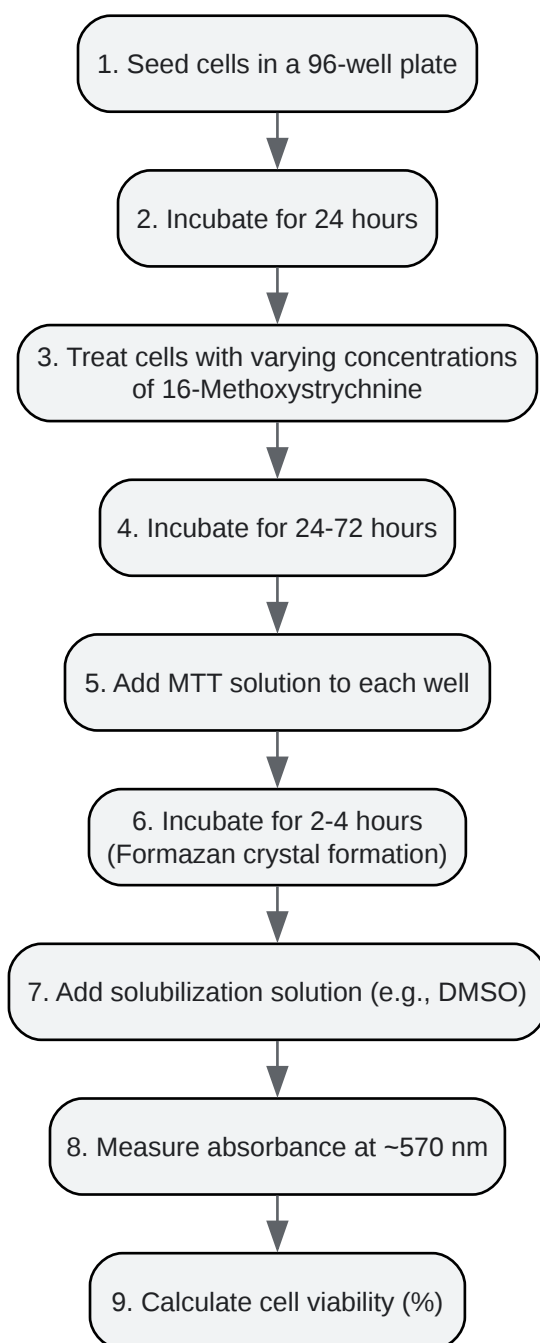 1. Seed cells in a 96-well plate
2. Incubate for 24 hours
3. Treat cells with varying concentrations
of 16-Methoxystrychnine
4. Incubate for 24-72 hours
5. Add MTT solution to each well
6. Incubate for 2-4 hours
(Formazan crystal formation)
7. Add solubilization solution (e.g., DMSO)
8. Measure absorbance at ~570 nm
9. Calculate cell viability (%)